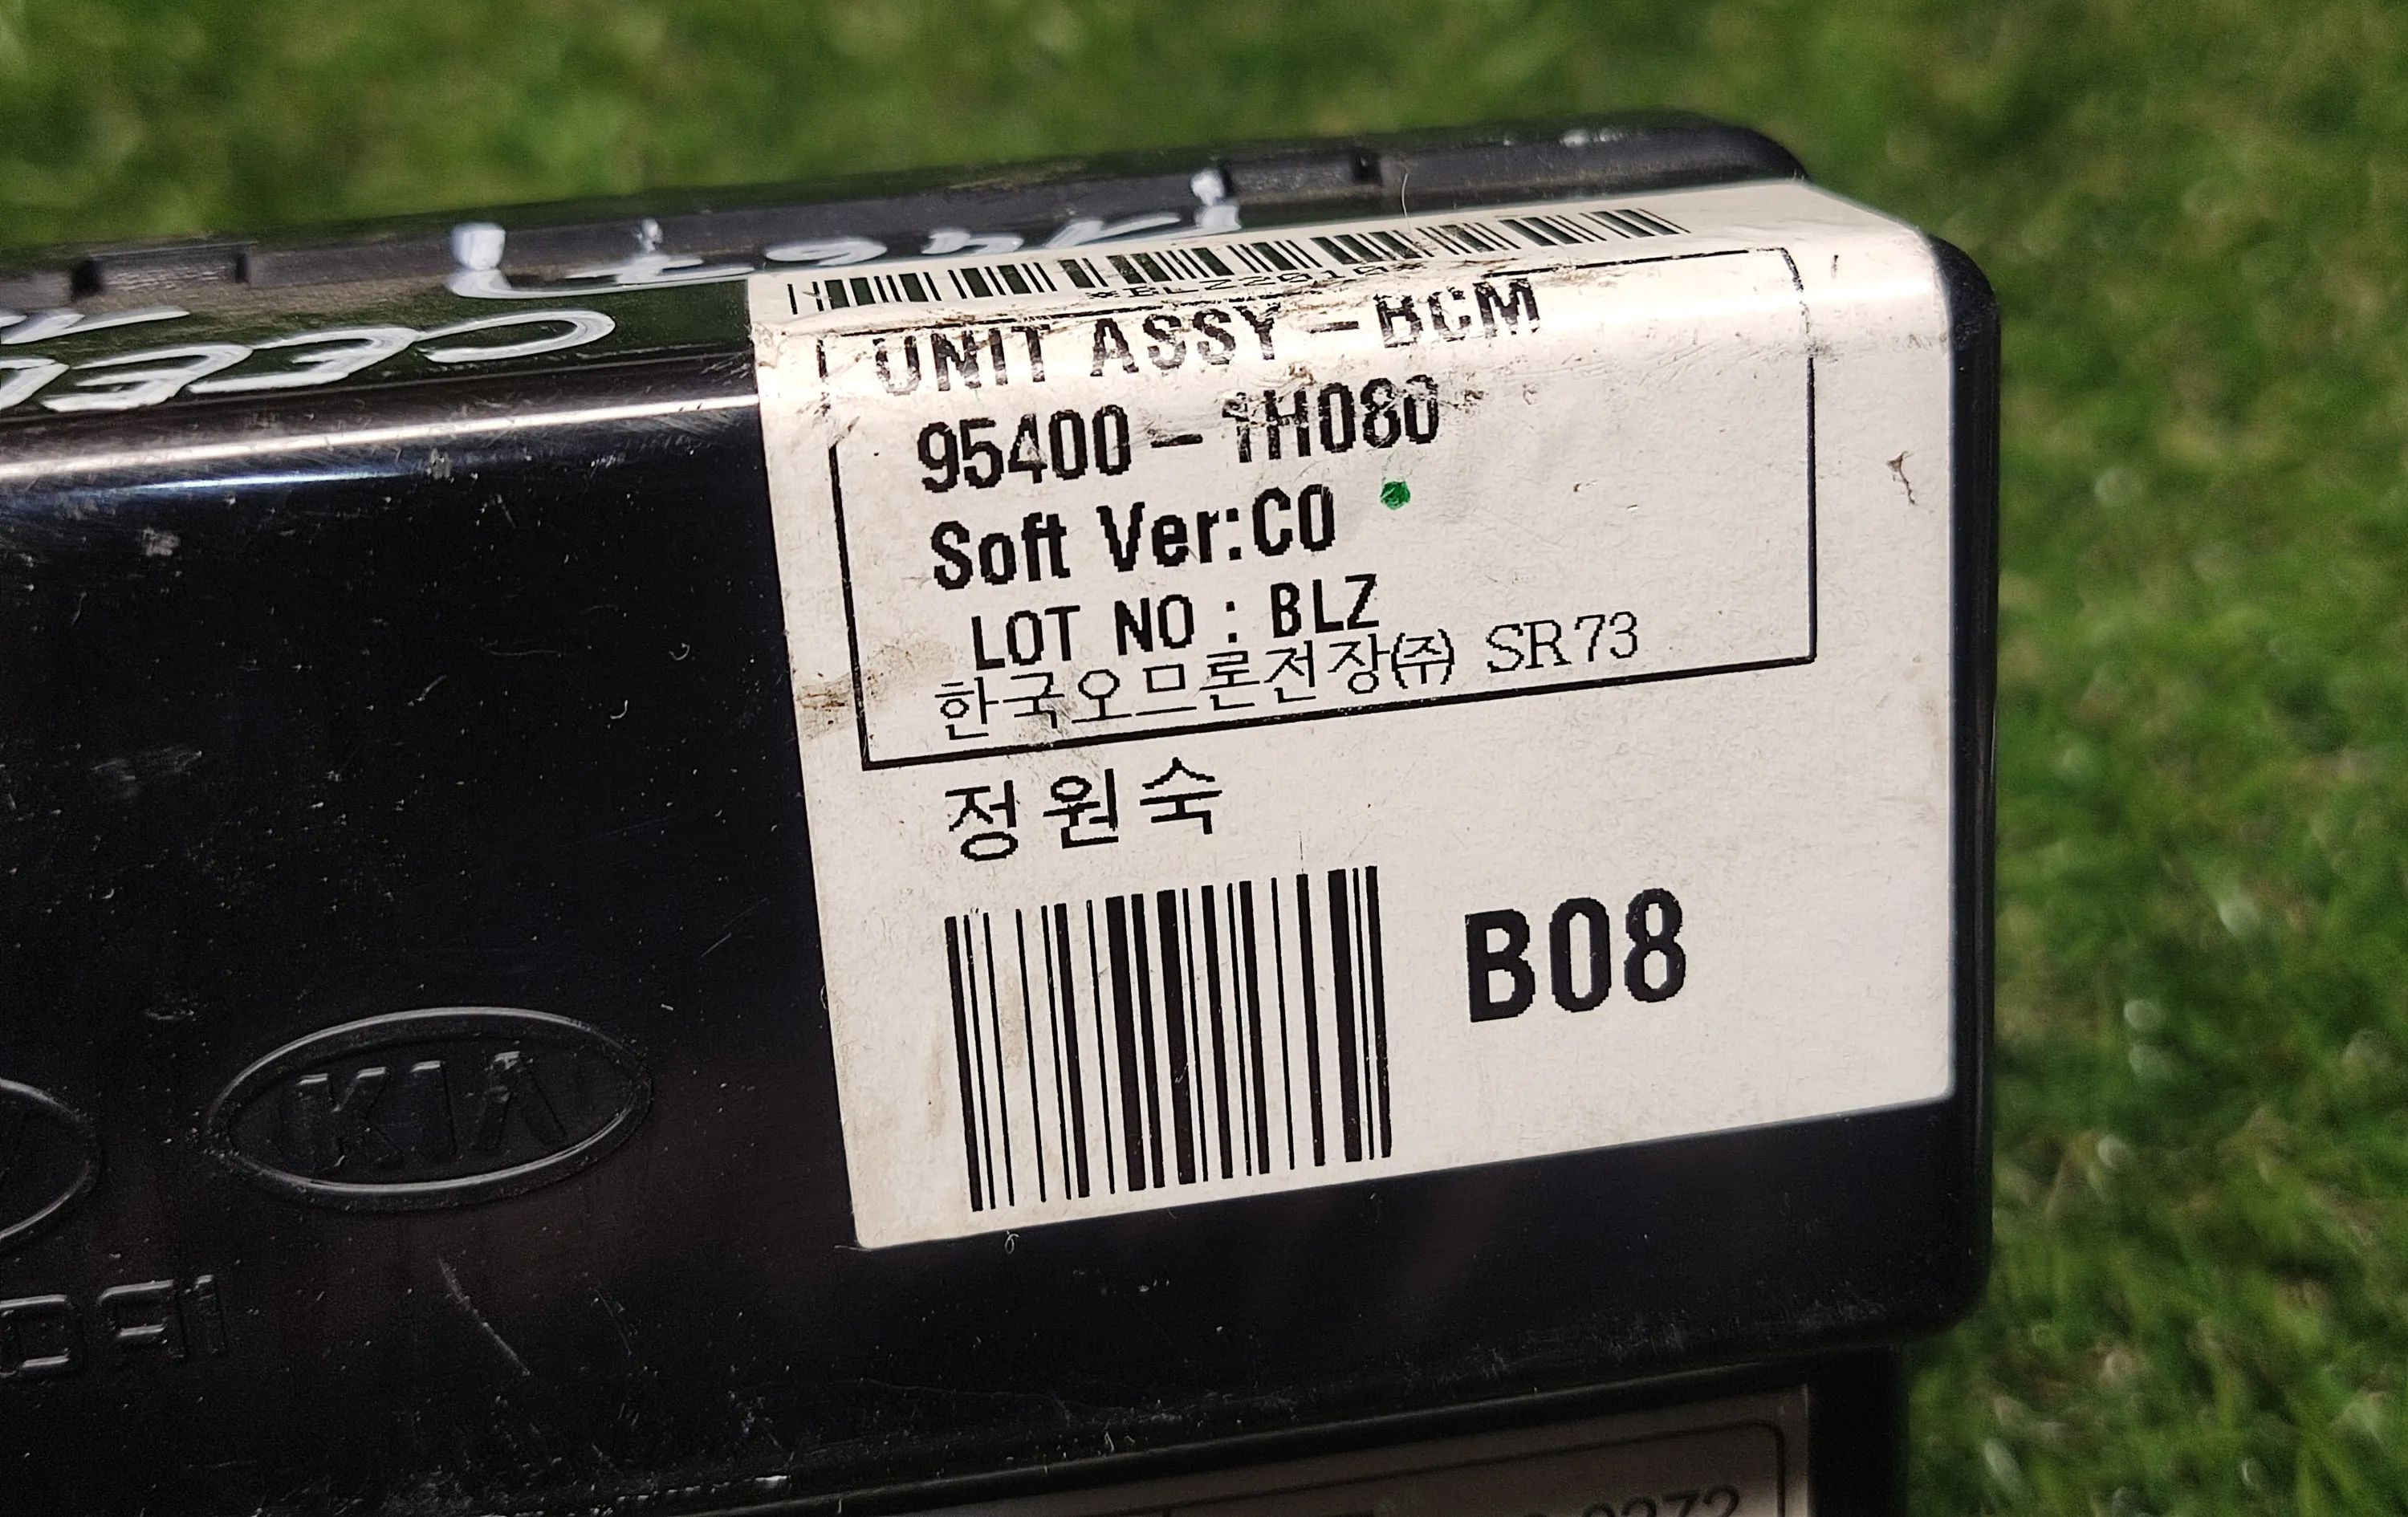 UNIT ASSY-BCM
95400-1H080
Soft Ver:C0
LOT NO : BLZ
한국오므론전장㈜ SR73
정원숙
B08
KIA